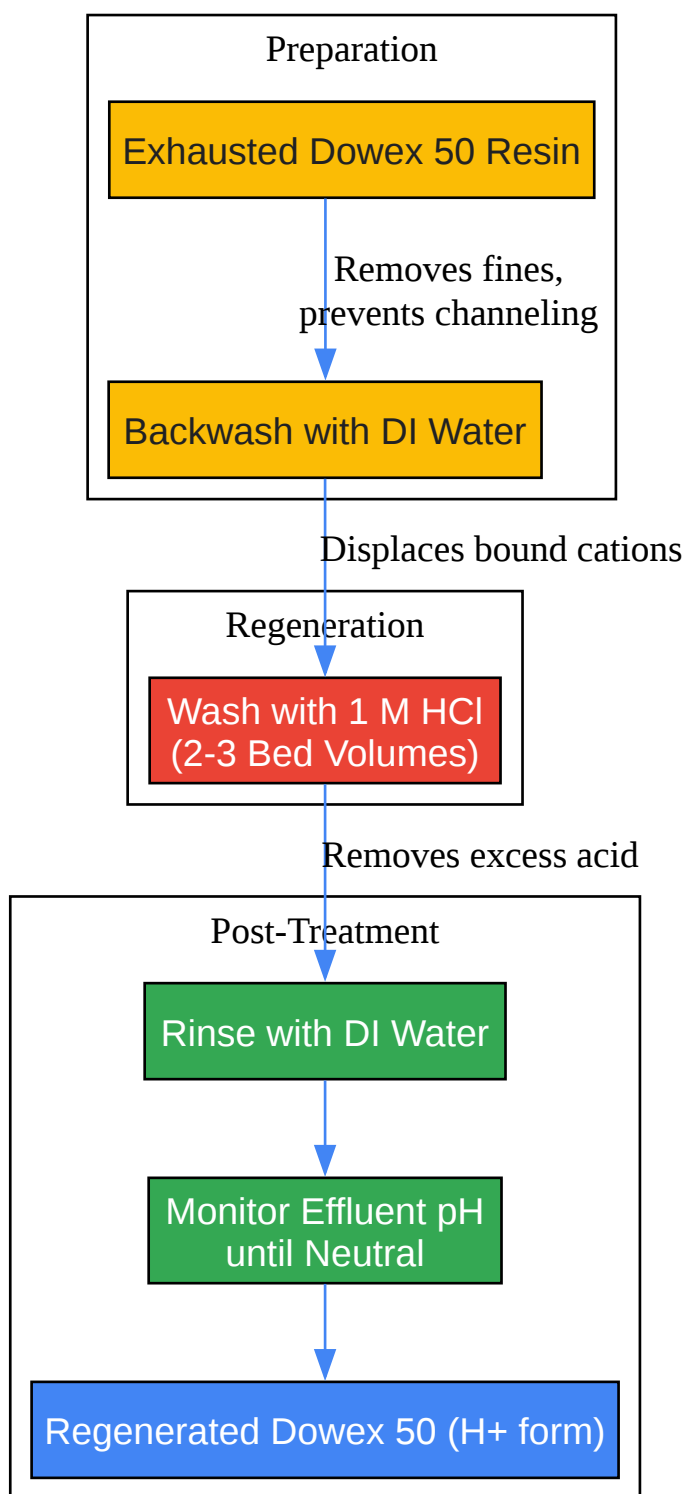 Preparation
Exhausted Dowex 50 Resin
Removes fines,
prevents channeling
Backwash with DI Water
Displaces bound cations
Regeneration
Wash with 1 M HCl
(2-3 Bed Volumes)
Removes excess acid
Post-Treatment
Rinse with DI Water
Monitor Effluent pH
until Neutral
Regenerated Dowex 50 (H+ form)